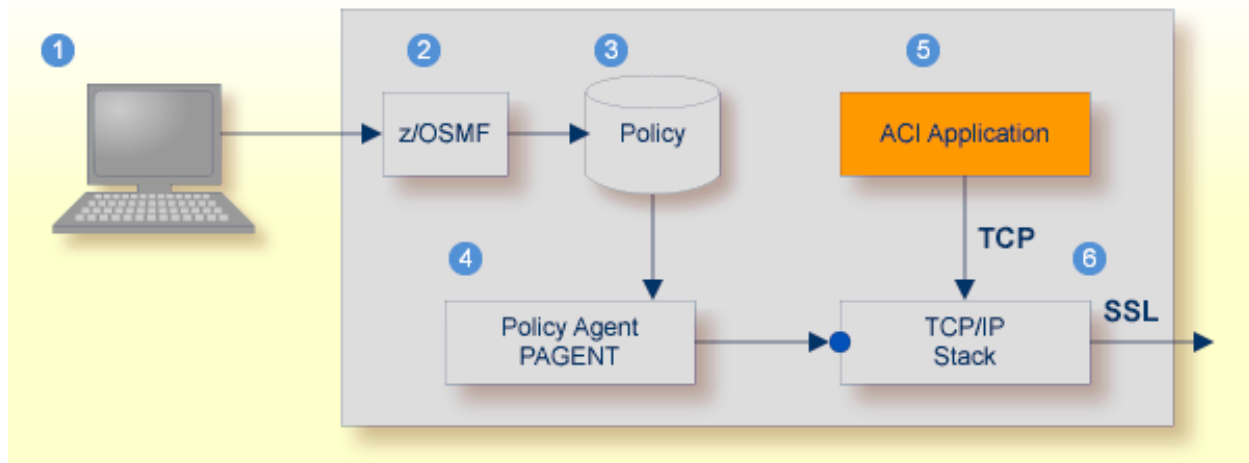 1
2
3
5
z/OSMF
Policy
ACI Application
TCP
4
6
Policy Agent
PAGENT
TCP/IP
Stack
SSL